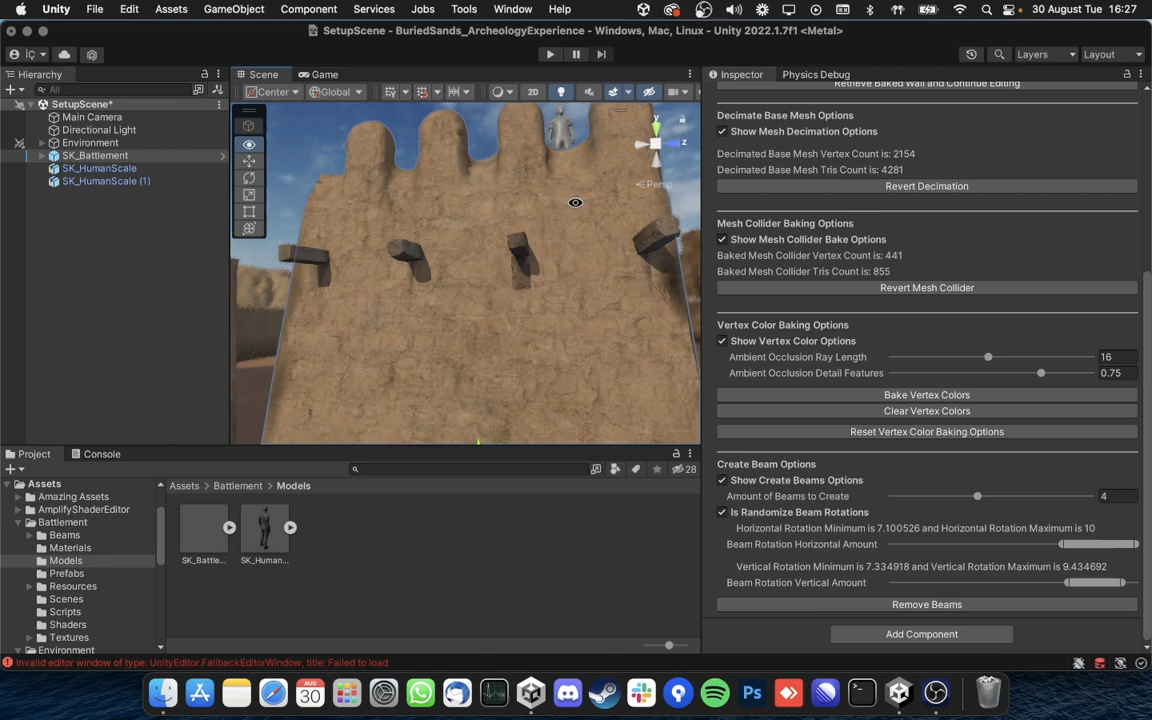 Unity File Edit Assets GameObject Component Services Jobs Tools Window Help 30 August Tue 16:27
SetupScene - BuriedSands_ArcheologyExperience - Windows, Mac, Linux - Unity 2022.1.7f1 <Metal>
İÇ Layers Layout
Hierarchy Scene Game Inspector Physics Debug
All Center Global 2D Retrieve Baked Wall and Continue Editing
SetupScene*
Main Camera
Directional Light
Environment
SK_Battlement
SK_HumanScale
SK_HumanScale (1)
y
z
Persp
Decimate Base Mesh Options
Show Mesh Decimation Options
Decimated Base Mesh Vertex Count is: 2154
Decimated Base Mesh Tris Count is: 4281
Revert Decimation
Mesh Collider Baking Options
Show Mesh Collider Bake Options
Baked Mesh Collider Vertex Count is: 441
Baked Mesh Collider Tris Count is: 855
Revert Mesh Collider
Vertex Color Baking Options
Show Vertex Color Options
Ambient Occlusion Ray Length 16
Ambient Occlusion Detail Features 0.75
Bake Vertex Colors
Clear Vertex Colors
Reset Vertex Color Baking Options
Create Beam Options
Show Create Beams Options
Amount of Beams to Create 4
Is Randomize Beam Rotations
Horizontal Rotation Minimum is 7.100526 and Horizontal Rotation Maximum is 10
Beam Rotation Horizontal Amount
Vertical Rotation Minimum is 7.334918 and Vertical Rotation Maximum is 9.434692
Beam Rotation Vertical Amount
Remove Beams
Add Component
Project Console
28
Assets
Amazing Assets
AmplifyShaderEditor
Battlement
Beams
Materials
Models
Prefabs
Resources
Scenes
Scripts
Shaders
Textures
Environment
Assets > Battlement > Models
SK_Battle... SK_Human...
Invalid editor window of type: UnityEditor.FallbackEditorWindow, title: Failed to load
AUG
30
Ps